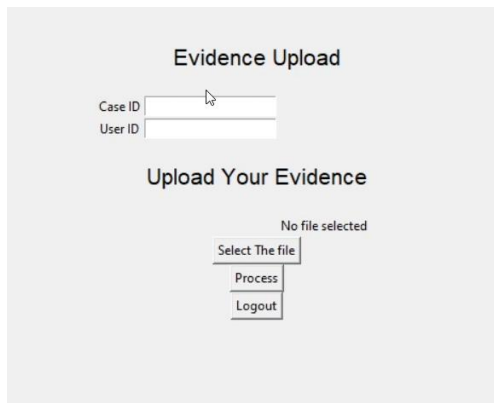 Evidence Upload
Case ID
User ID
Upload Your Evidence
No file selected
Select The file
Process
Logout